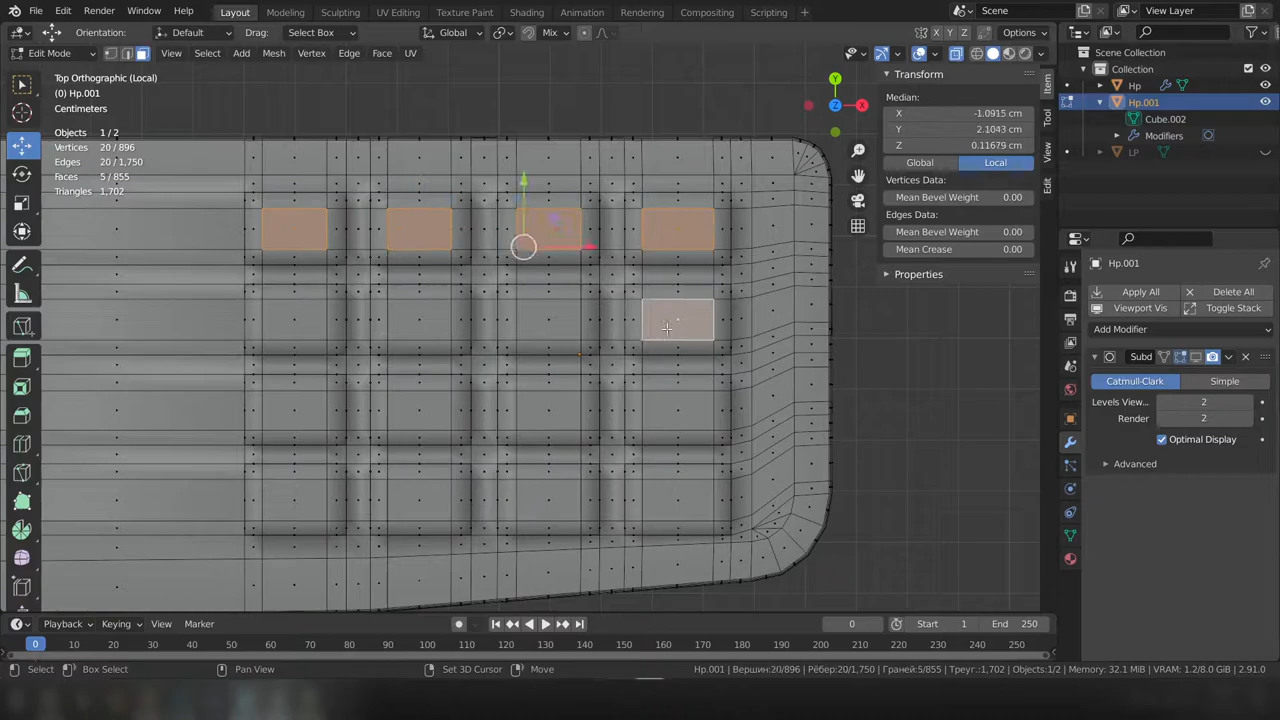 File Edit Render Window Help Layout Modeling Sculpting UV Editing Texture Paint Shading Animation Rendering Compositing Scripting Scene View Layer
Orientation: Default Drag: Select Box Global Mix X Y Z Options
Edit Mode View Select Add Mesh Vertex Edge Face UV
Top Orthographic (Local)
(0) Hp.001
Centimeters
Objects 1 / 2
Vertices 20 / 896
Edges 20 / 1,750
Faces 5 / 855
Triangles 1,702
Y
Z
X
Transform
Median:
X -1.0915 cm
Y 2.1043 cm
Z 0.11679 cm
Global Local
Vertices Data:
Mean Bevel Weight 0.00
Edges Data:
Mean Bevel Weight 0.00
Mean Crease 0.00
Properties
Item
Tool
View
Edit
Scene Collection
Collection
Hp
Hp.001
Cube.002
Modifiers
LP
Hp.001
Apply All Delete All
Viewport Vis Toggle Stack
Add Modifier
Subd
Catmull-Clark Simple
Levels View... 2
Render 2
Optimal Display
Advanced
Playback Keying View Marker 0 Start 1 End 250
0 10 20 30 40 50 60 70 80 90 100 110 120 130 140 150 160 170 180 190 200 210 220 230 240 250
Select Box Select Pan View Set 3D Cursor Move Hp.001 | Вершин:20/896 | Рёбер:20/1,750 | Граней:5/855 | Треуг.:1,702 | Objects:1/2 | Memory: 32.1 MiB | VRAM: 1.2/8.0 GiB | 2.91.0